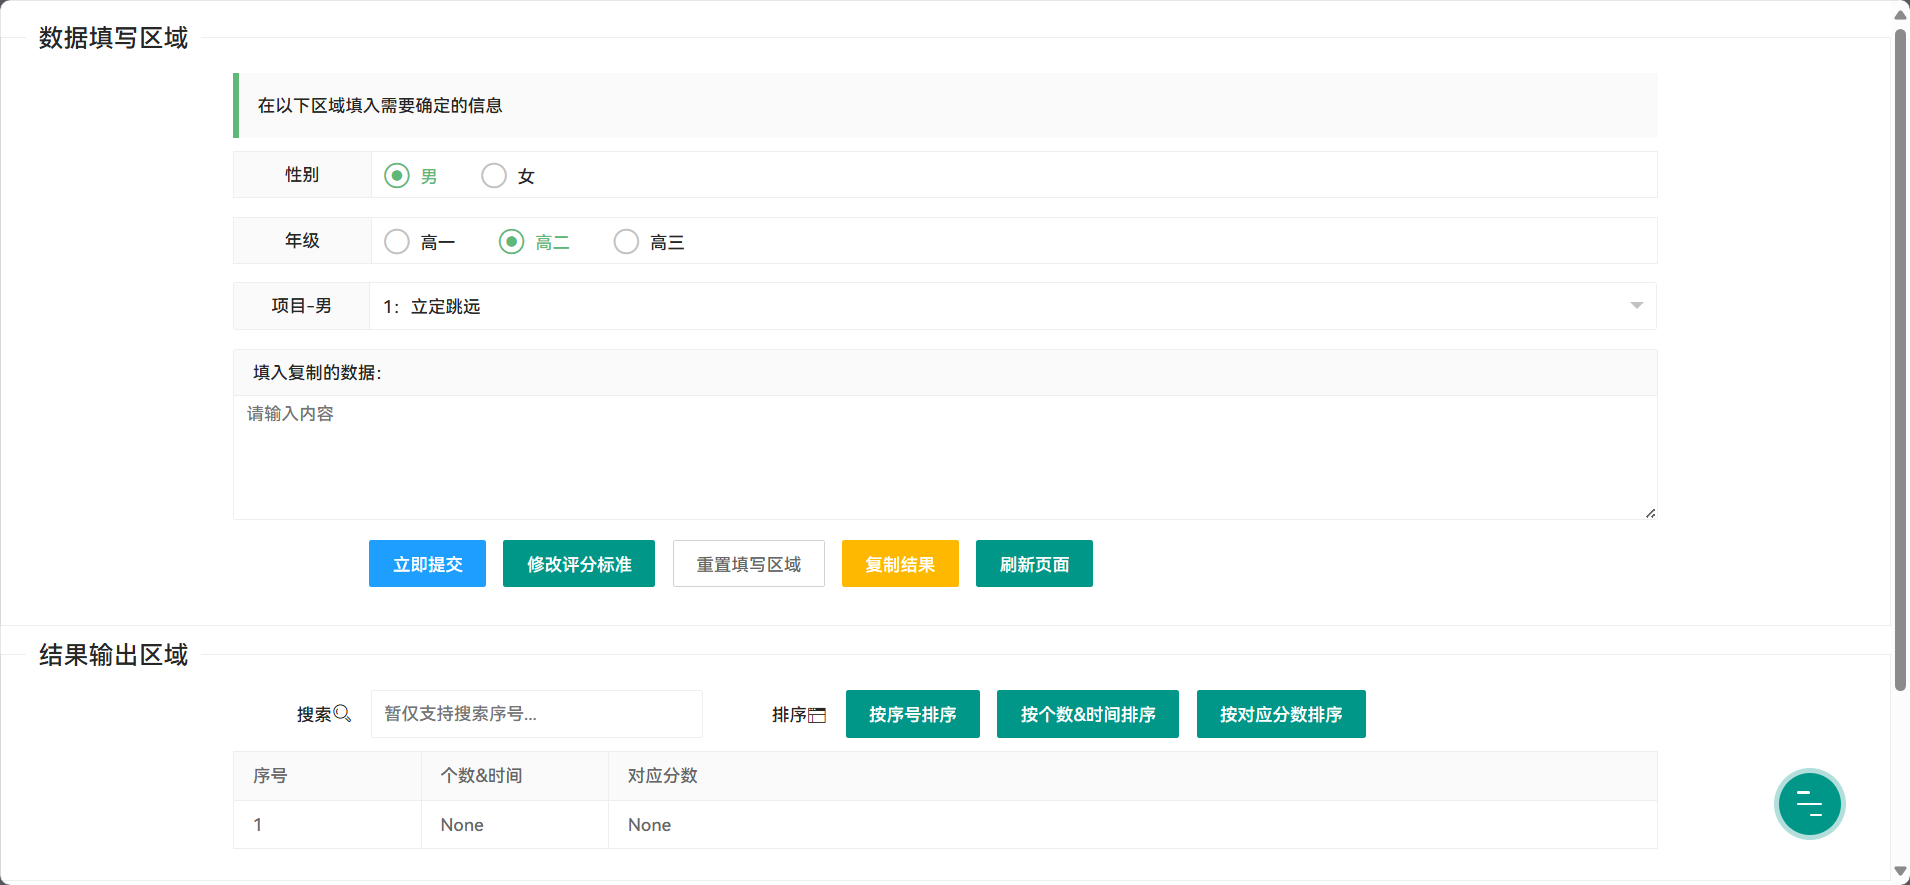 数据填写区域
在以下区域填入需要确定的信息
性别 男 女
年级 高一 高二 高三
项目-男 1：立定跳远
填入复制的数据：
请输入内容
立即提交 修改评分标准 重置填写区域 复制结果 刷新页面
结果输出区域
搜索 暂仅支持搜索序号... 排序 按序号排序 按个数&时间排序 按对应分数排序
序号 个数&时间 对应分数
1 None None